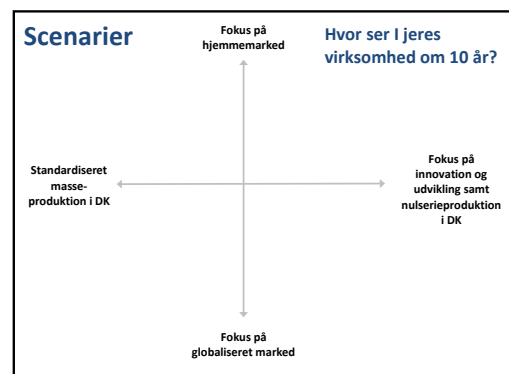 Scenarier
Fokus på
hjemmemarked
Hvor ser I jeres
virksomhed om 10 år?
Standardiseret
masse-
produktion i DK
Fokus på
innovation og
udvikling samt
nulserieproduktion
i DK
Fokus på
globaliseret marked